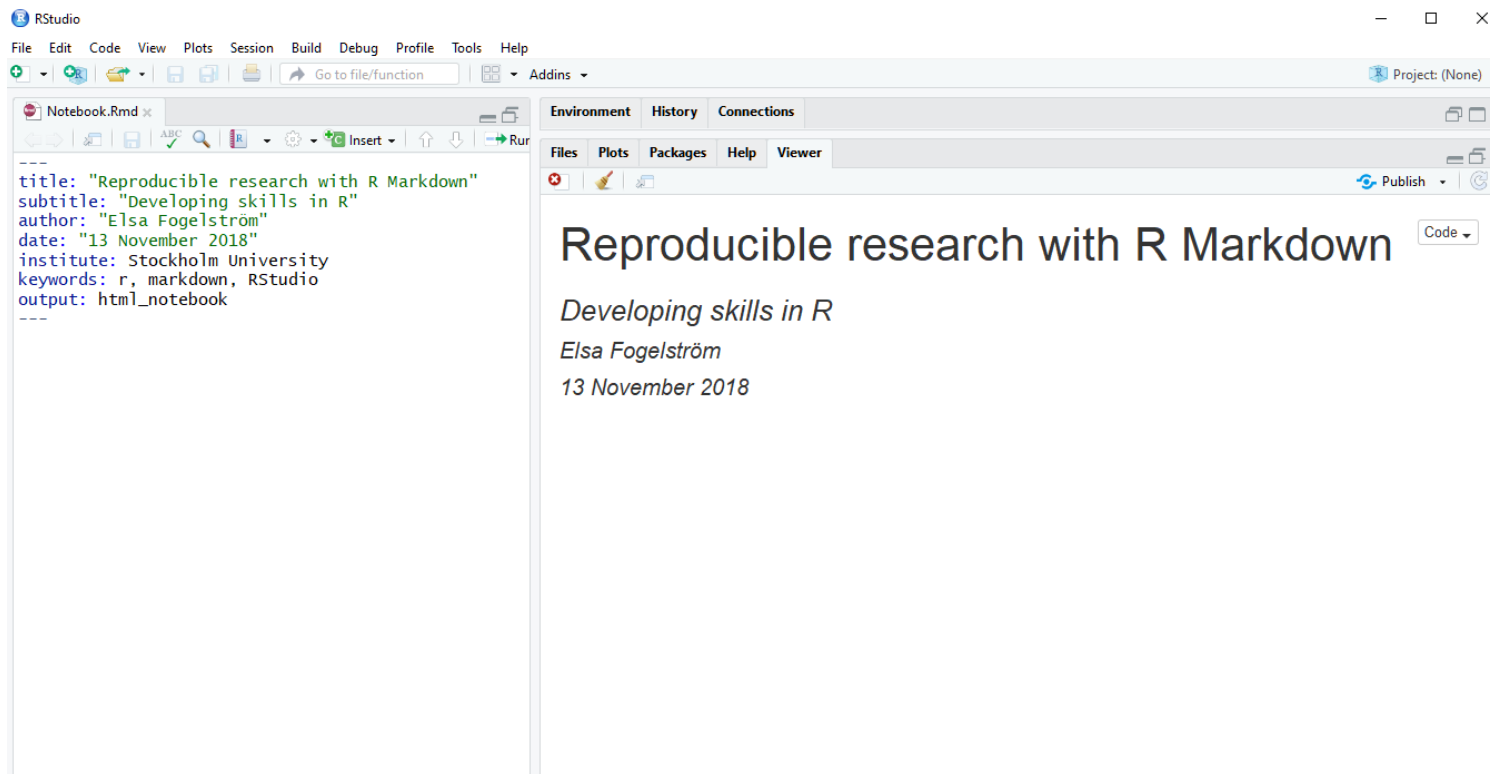 RStudio
File Edit Code View Plots Session Build Debug Profile Tools Help
Go to file/function Addins Project: (None)
Notebook.Rmd
ABC Insert Run
---
title: "Reproducible research with R Markdown"
subtitle: "Developing skills in R"
author: "Elsa Fogelström"
date: "13 November 2018"
institute: Stockholm University
keywords: r, markdown, RStudio
output: html_notebook
---
Environment History Connections
Files Plots Packages Help Viewer
Publish
Reproducible research with R Markdown
Code
Developing skills in R
Elsa Fogelström
13 November 2018